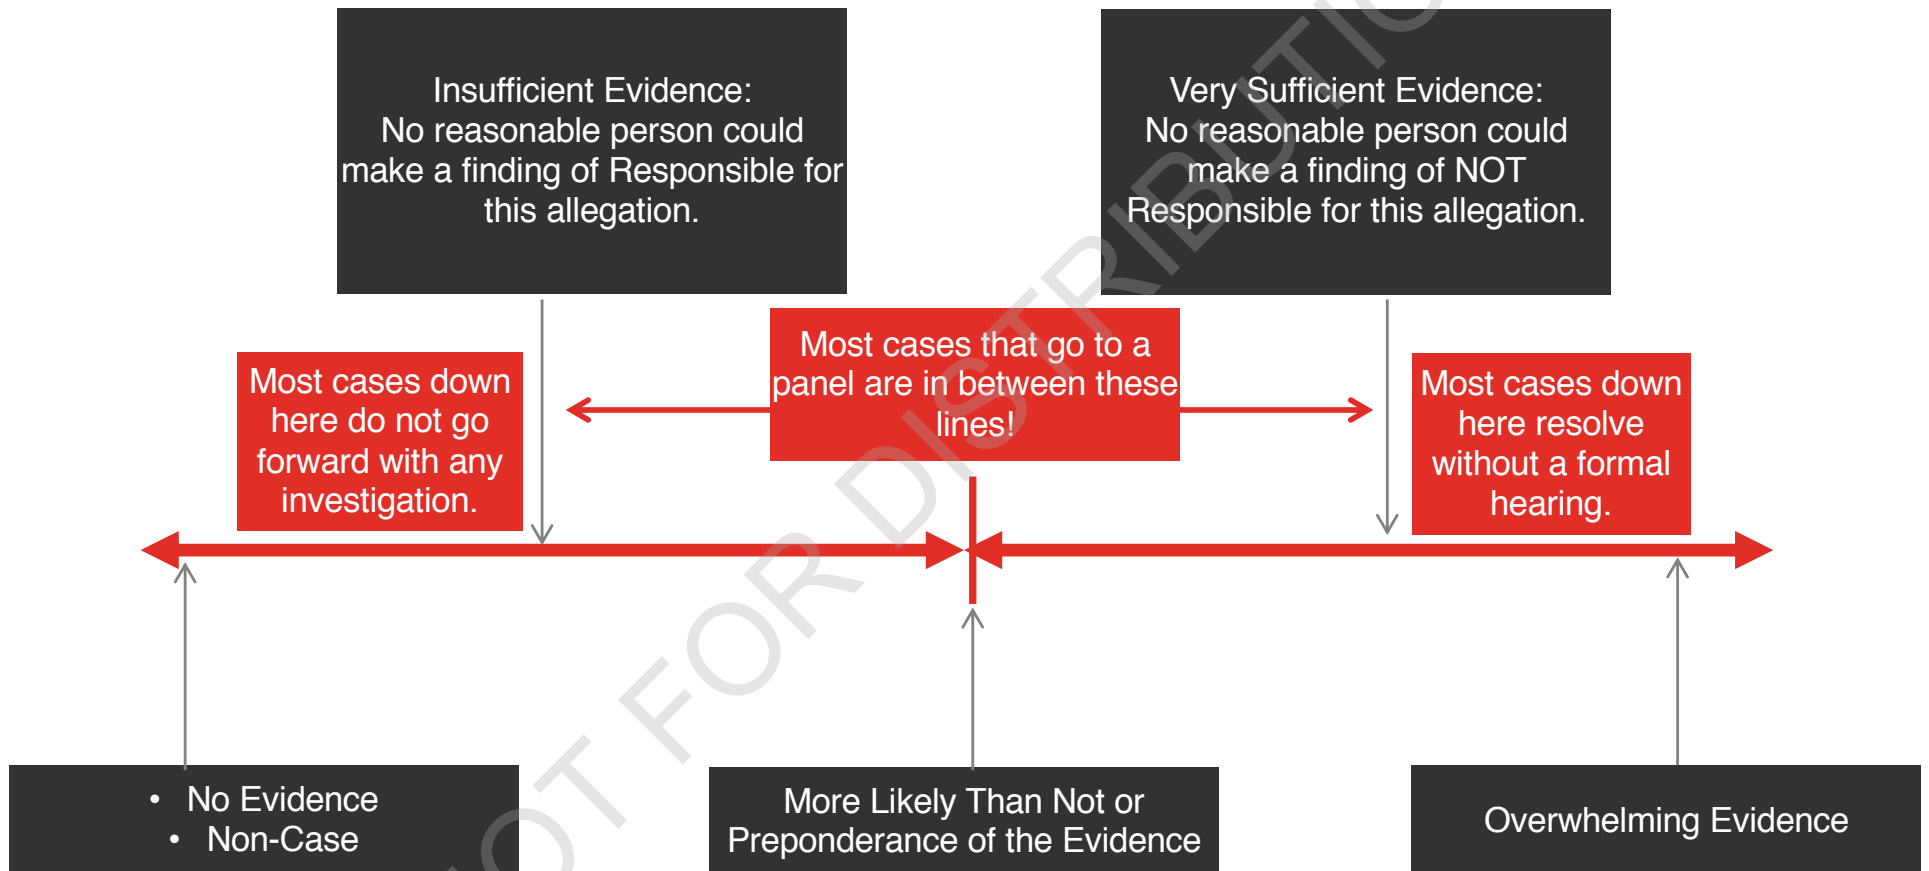 Insufficient Evidence:
No reasonable person could
make a finding of Responsible for
this allegation.
Very Sufficient Evidence:
No reasonable person could
make a finding of NOT
Responsible for this allegation.
Most cases down
here do not go
forward with any
investigation.
Most cases that go to a
panel are in between these
lines!
Most cases down
here resolve
without a formal
hearing.
• No Evidence
• Non-Case
More Likely Than Not or
Preponderance of the Evidence
Overwhelming Evidence
FOR